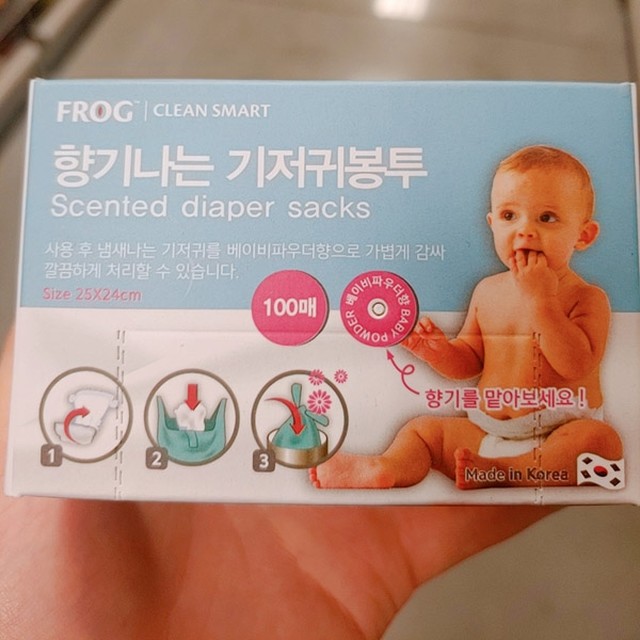 FROG™ | CLEAN SMART
향기나는 기저귀봉투
Scented diaper sacks
사용 후 냄새나는 기저귀를 베이비파우더향으로 가볍게 감싸
깔끔하게 처리할 수 있습니다.
Size 25X24cm
100매
베이비파우더향 BABY POWDER
향기를 맡아보세요!
1
2
3
Made in Korea